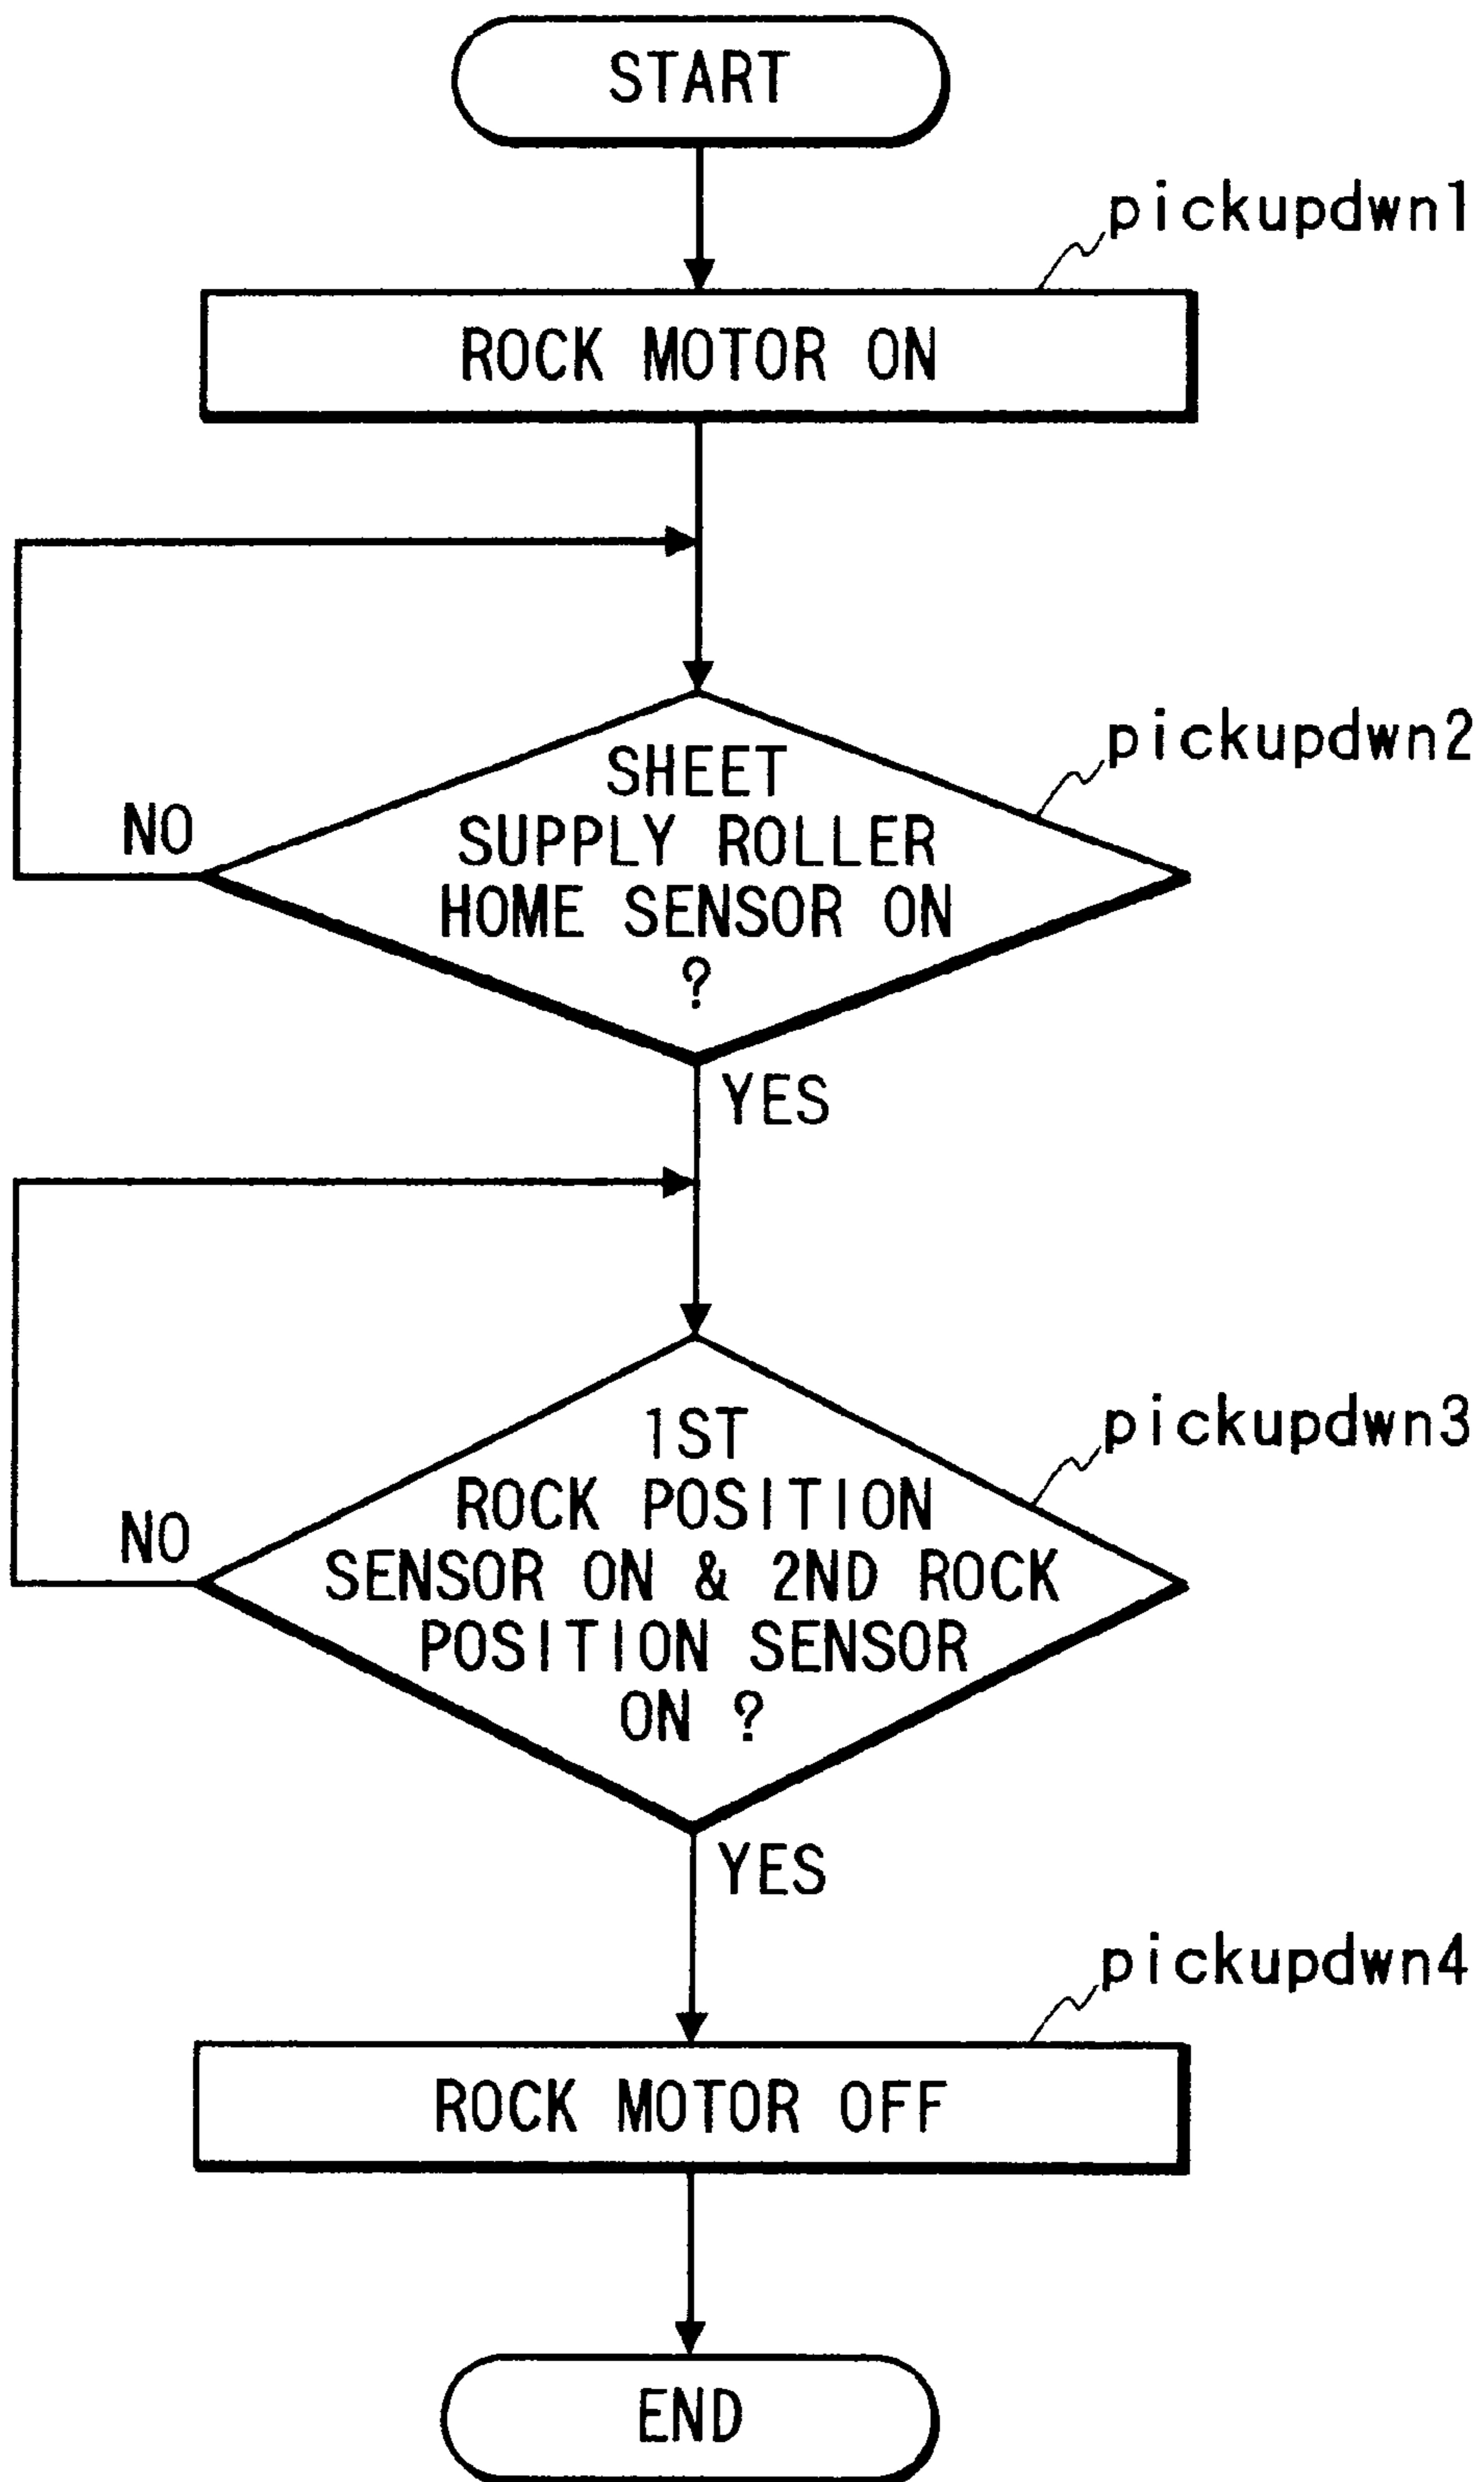 START
pickupdwn1
ROCK MOTOR ON
pickupdwn2
SHEET
SUPPLY ROLLER
HOME SENSOR ON
?
NO
YES
pickupdwn3
1ST
ROCK POSITION
SENSOR ON & 2ND ROCK
POSITION SENSOR
ON ?
NO
YES
pickupdwn4
ROCK MOTOR OFF
END